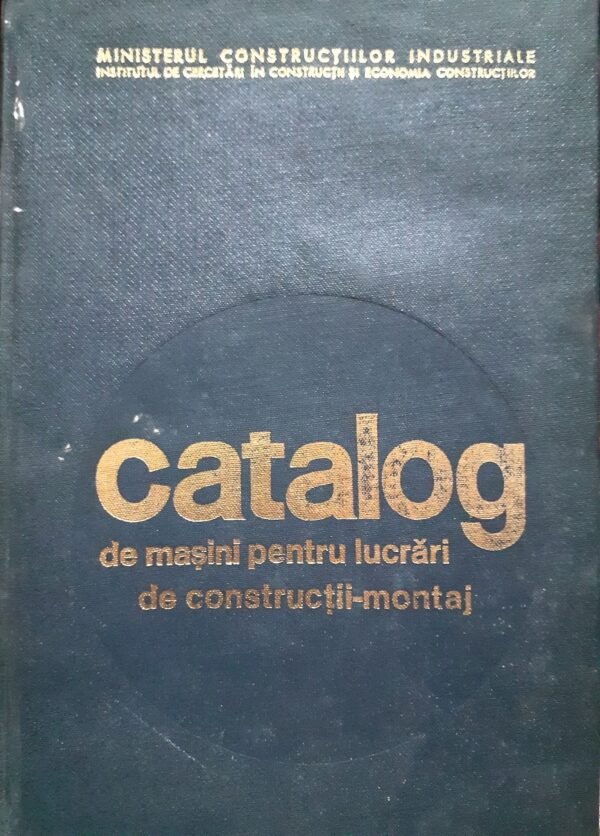 MINISTERUL CONSTRUCȚIILOR INDUSTRIALE
INSTITUTUL DE CERCETĂRI ÎN CONSTRUCȚII ȘI ECONOMIA CONSTRUCȚIILOR
catalog
de mașini pentru lucrări
de construcții-montaj